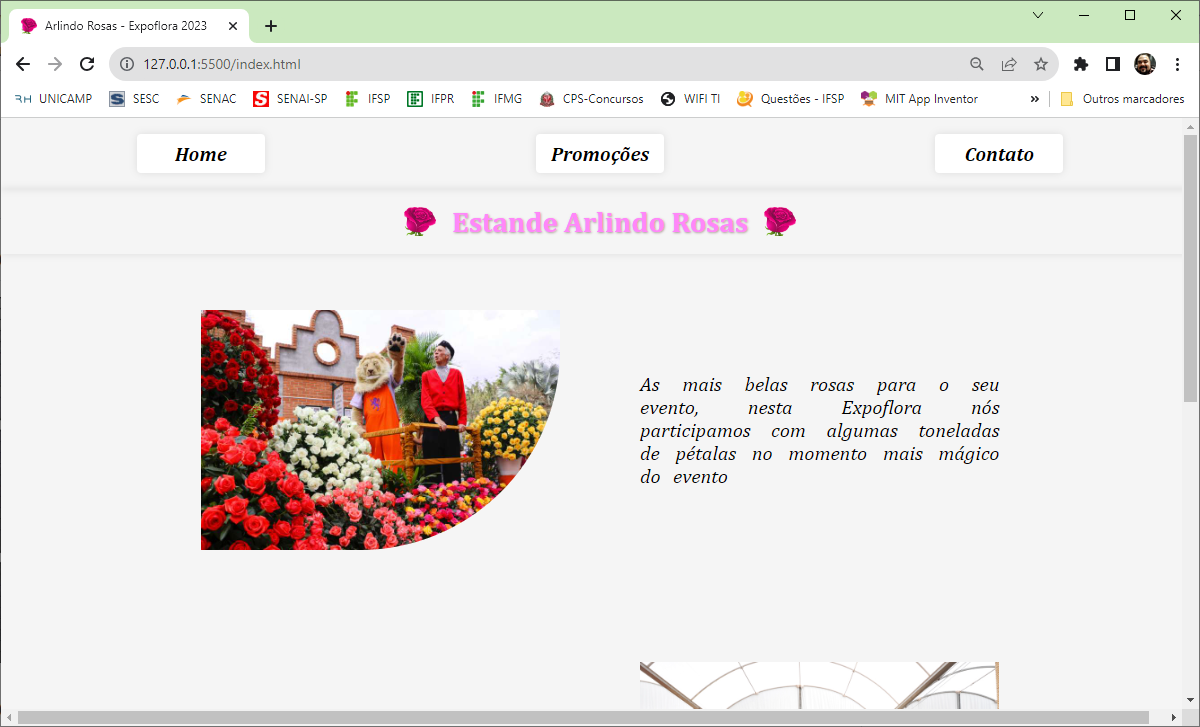 Arlindo Rosas - Expoflora 2023
127.0.0.1:5500/index.html
RH UNICAMP SESC SENAC SENAI-SP IFSP IFPR IFMG CPS-Concursos WIFI TI Questões - IFSP MIT App Inventor » Outros marcadores
Home Promoções Contato
Estande Arlindo Rosas
As mais belas rosas para o seu
evento, nesta Expoflora nós
participamos com algumas toneladas
de pétalas no momento mais mágico
do evento